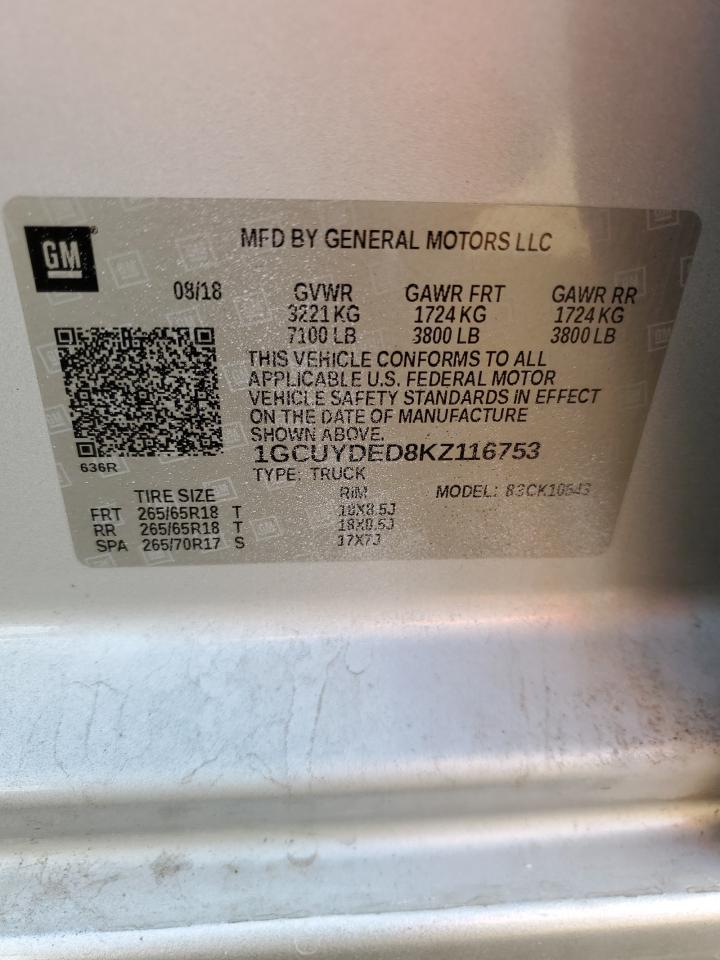 GM
MFD BY GENERAL MOTORS LLC
08/18 GVWR GAWR FRT GAWR RR
3221 KG 1724 KG 1724 KG
7100 LB 3800 LB 3800 LB
THIS VEHICLE CONFORMS TO ALL
APPLICABLE U.S. FEDERAL MOTOR
VEHICLE SAFETY STANDARDS IN EFFECT
ON THE DATE OF MANUFACTURE
SHOWN ABOVE.
636R
1GCUYDED8KZ116753
TYPE: TRUCK
TIRE SIZE RIM MODEL:
FRT 265/65R18 T 18X8.5J
RR 265/65R18 T 18X8.5J
SPA 265/70R17 S 17X7J